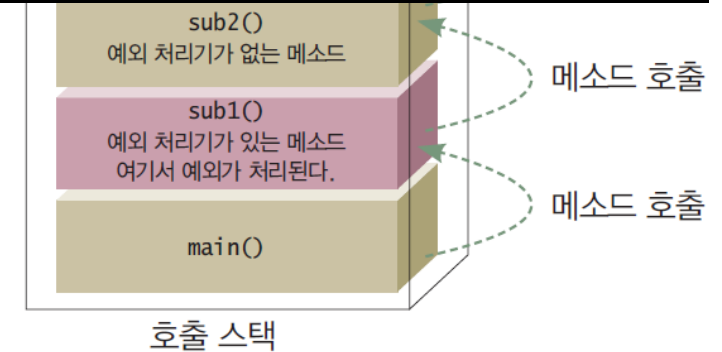 sub2()
예외 처리기가 없는 메소드
메소드 호출
sub1()
예외 처리기가 있는 메소드
여기서 예외가 처리된다.
메소드 호출
main()
호출 스택